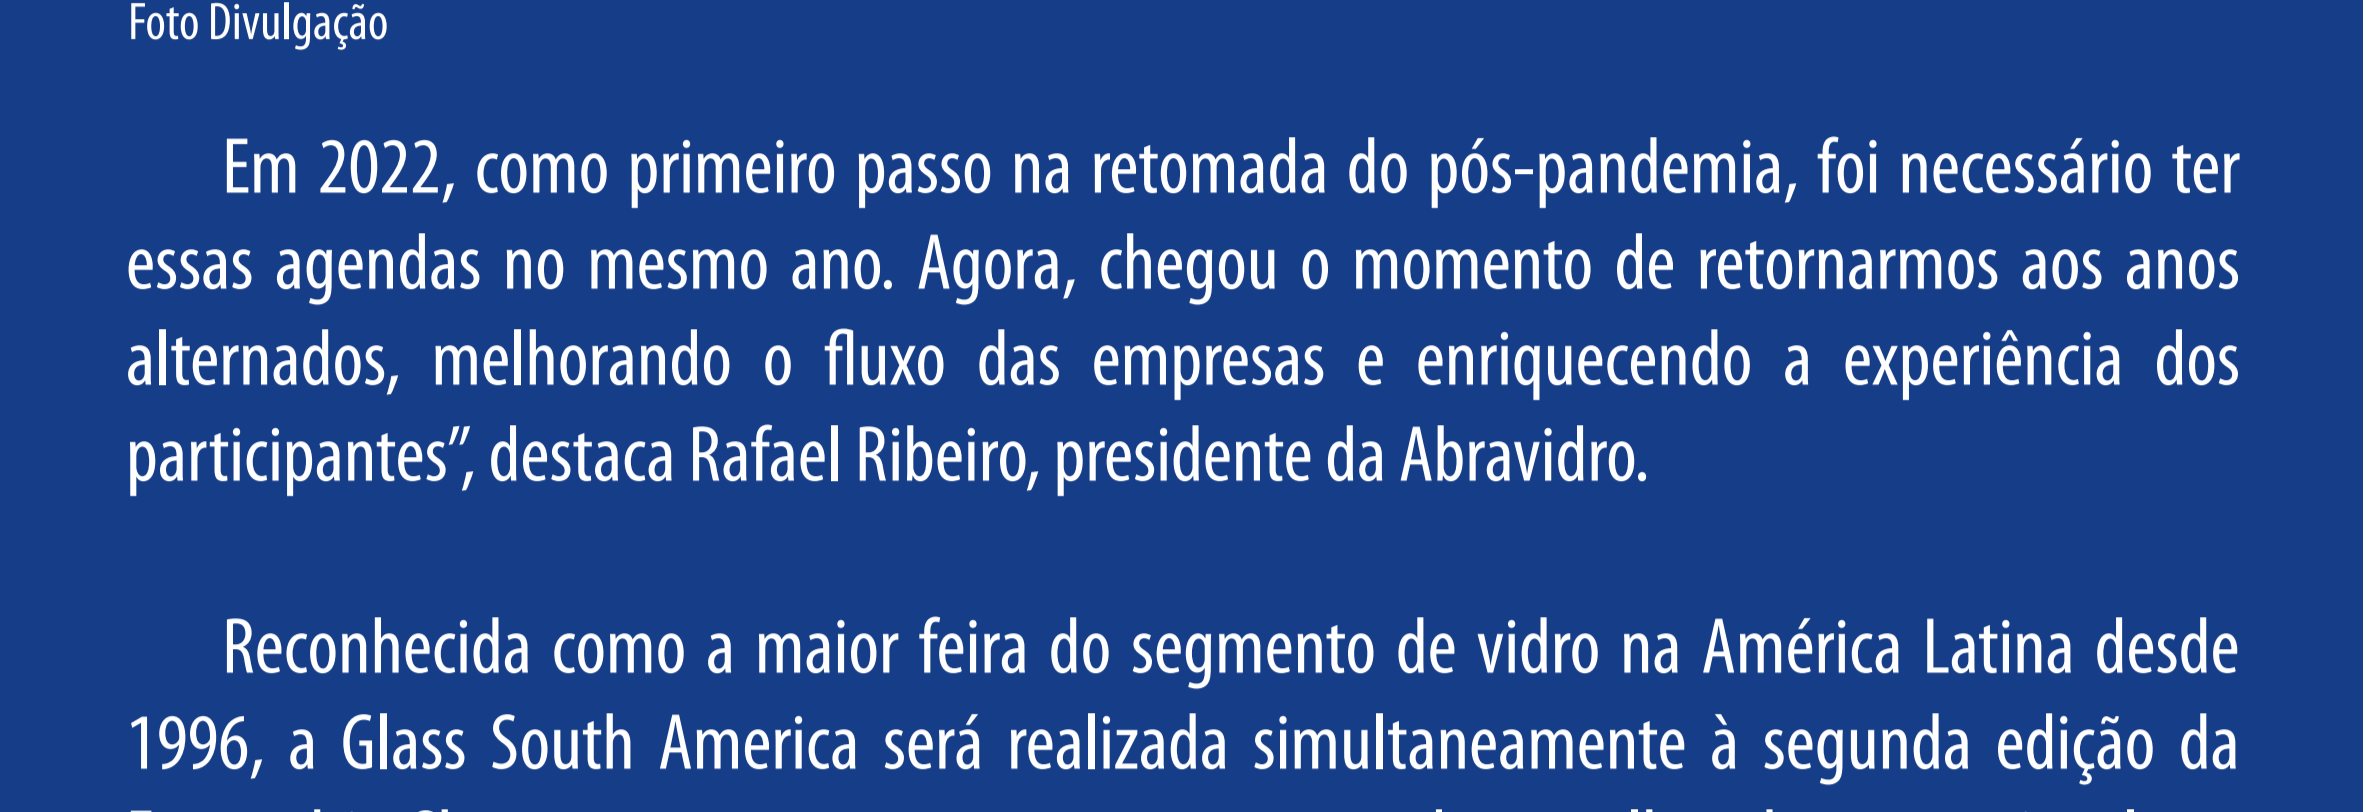 Foto Divulgação
Em 2022, como primeiro passo na retomada do pós-pandemia, foi necessário ter
essas agendas no mesmo ano. Agora, chegou o momento de retornarmos aos anos
alternados, melhorando o fluxo das empresas e enriquecendo a experiência dos
participantes”, destaca Rafael Ribeiro, presidente da Abravidro.
Reconhecida como a maior feira do segmento de vidro na América Latina desde
1996, a Glass South America será realizada simultaneamente à segunda edição da